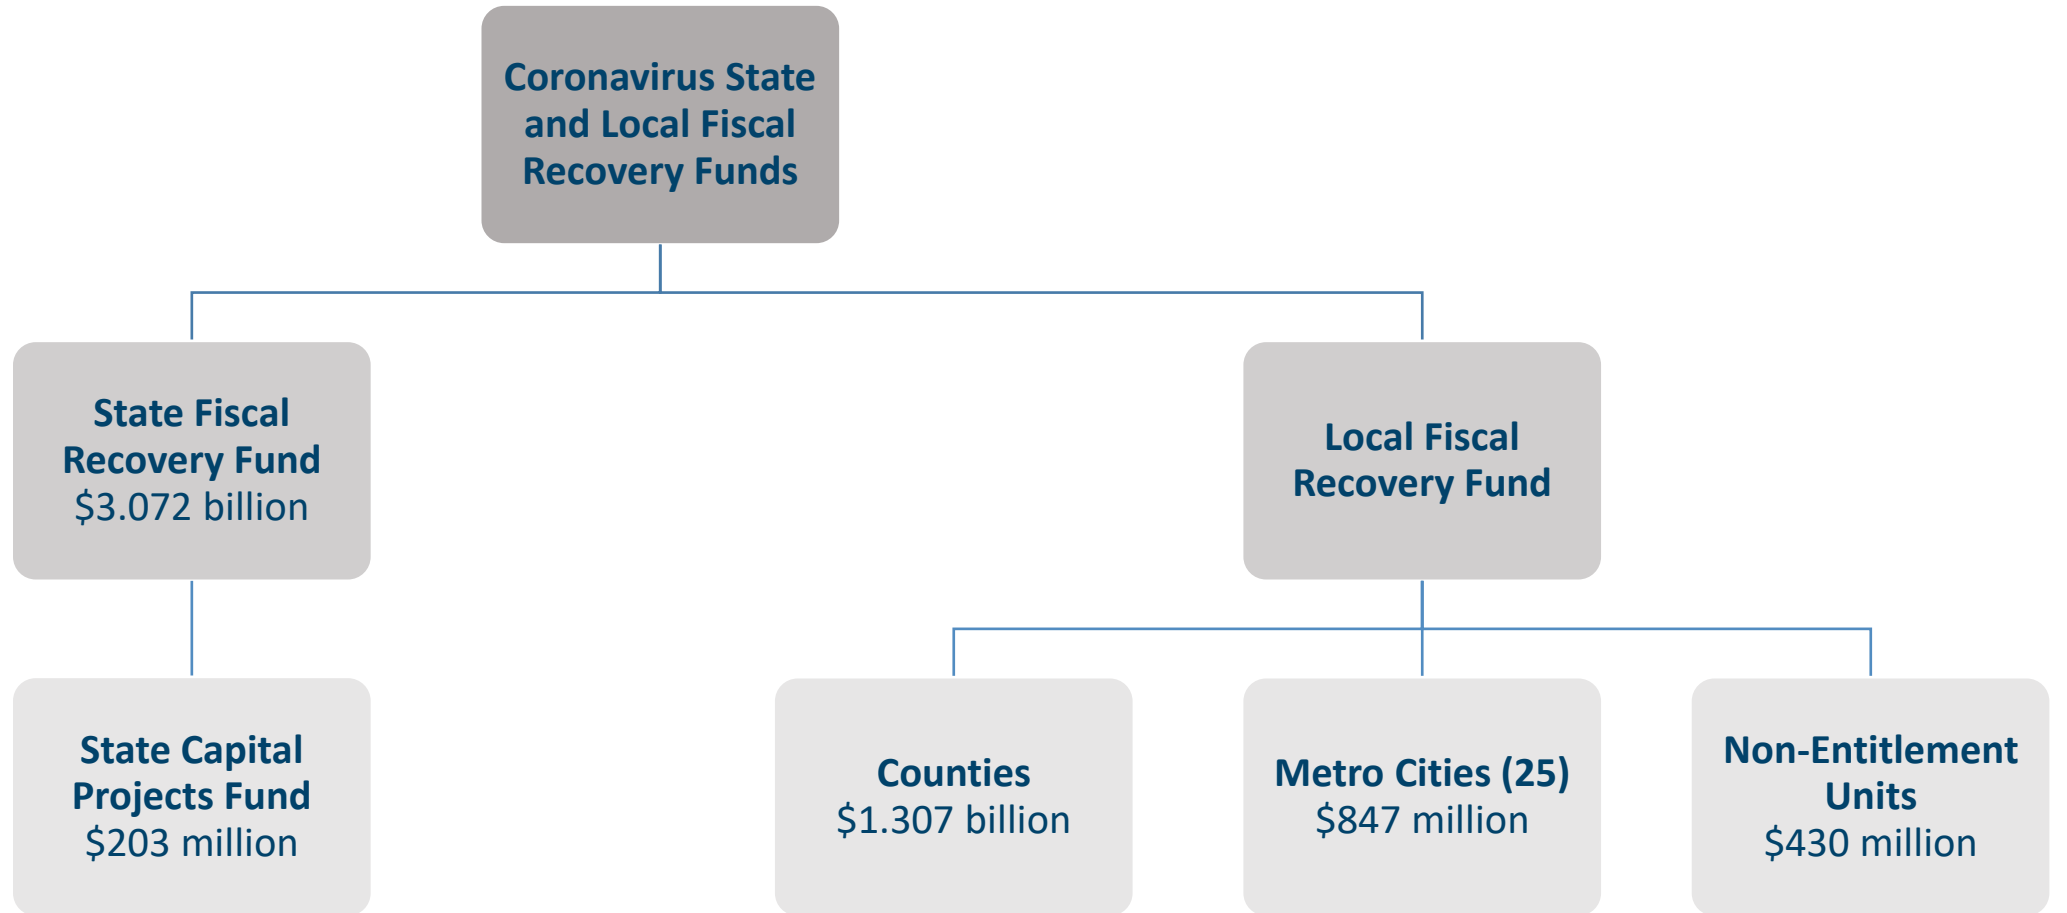 Coronavirus State
and Local Fiscal
Recovery Funds
State Fiscal
Recovery Fund
$3.072 billion
Local Fiscal
Recovery Fund
State Capital
Projects Fund
$203 million
Counties
$1.307 billion
Metro Cities (25)
$847 million
Non-Entitlement
Units
$430 million